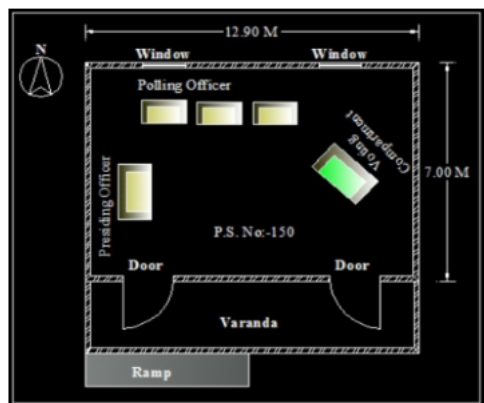 12.90 M
N
Window
Window
Polling Officer
Voting
Compartment
7.00 M
Presiding Officer
P.S. No:-150
Door
Door
Varanda
Ramp